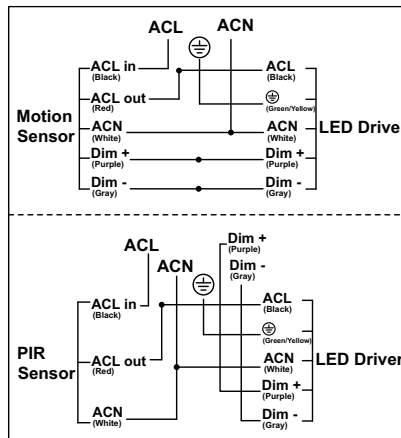 ACL ACN
ACL in
(Black)
ACL
(Black)
ACL out
(Red)
(Green/Yellow)
Motion
Sensor
ACN
(White)
ACN
(White)
LED Driver
Dim +
(Purple)
Dim +
(Purple)
Dim -
(Gray)
Dim -
(Gray)
ACL
ACN
Dim +
(Purple)
Dim -
(Gray)
ACL in
(Black)
ACL
(Black)
(Green/Yellow)
PIR
Sensor
ACL out
(Red)
ACN
(White)
LED Driver
Dim +
(Purple)
ACN
(White)
Dim -
(Gray)